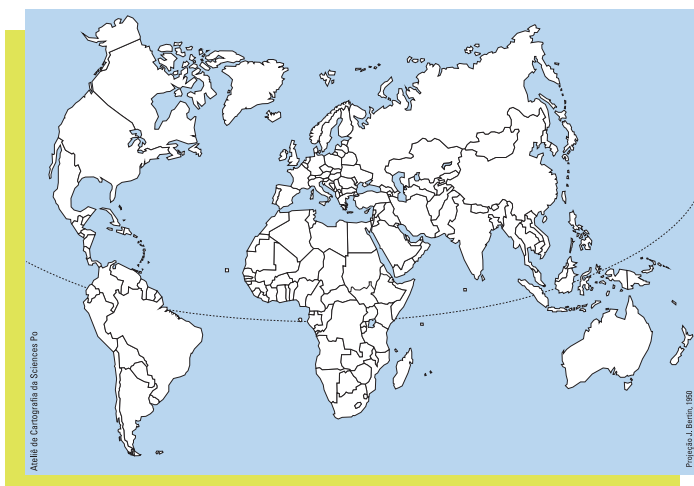 Ateliê de Cartografia da Sciences Po
Projeção J. Bertin, 1950